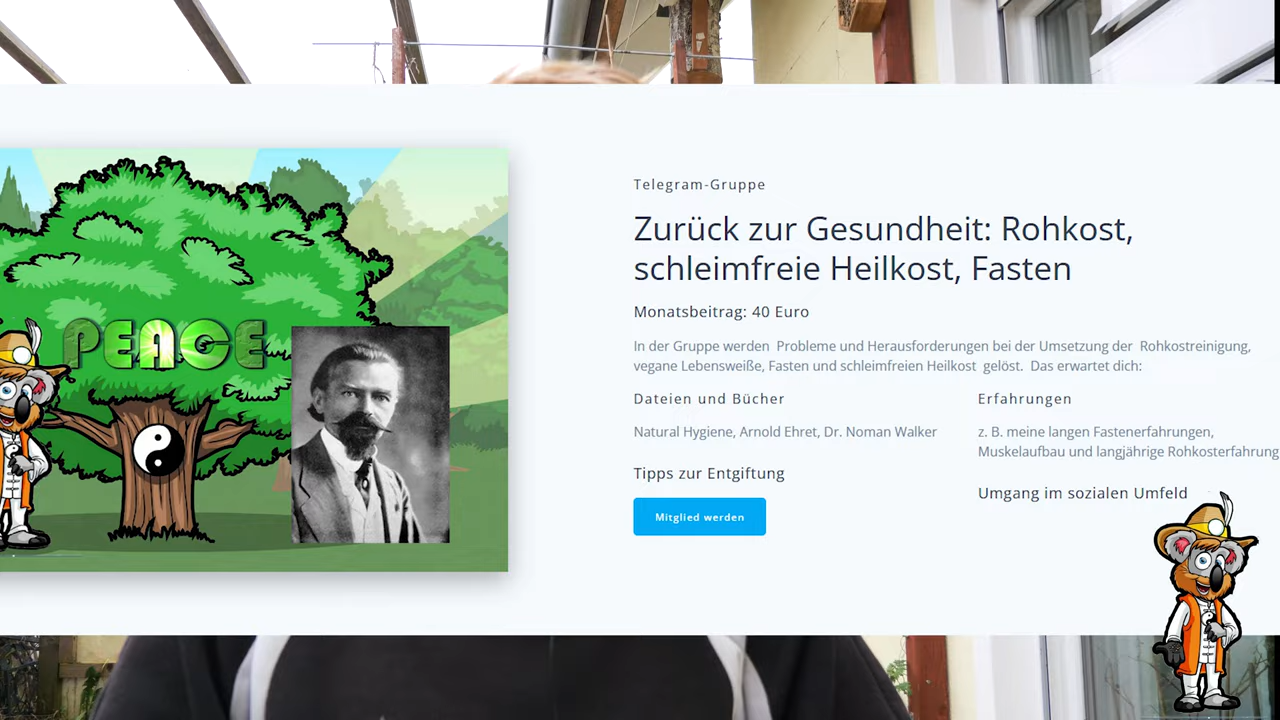 PEACE
Telegram-Gruppe
Zurück zur Gesundheit: Rohkost,
schleimfreie Heilkost, Fasten
Monatsbeitrag: 40 Euro
In der Gruppe werden Probleme und Herausforderungen bei der Umsetzung der Rohkostreinigung,
vegane Lebensweiße, Fasten und schleimfreien Heilkost gelöst. Das erwartet dich:
Dateien und Bücher
Natural Hygiene, Arnold Ehret, Dr. Noman Walker
Tipps zur Entgiftung
Mitglied werden
Erfahrungen
z. B. meine langen Fastenerfahrungen,
Muskelaufbau und langjährige Rohkosterfahrung
Umgang im sozialen Umfeld